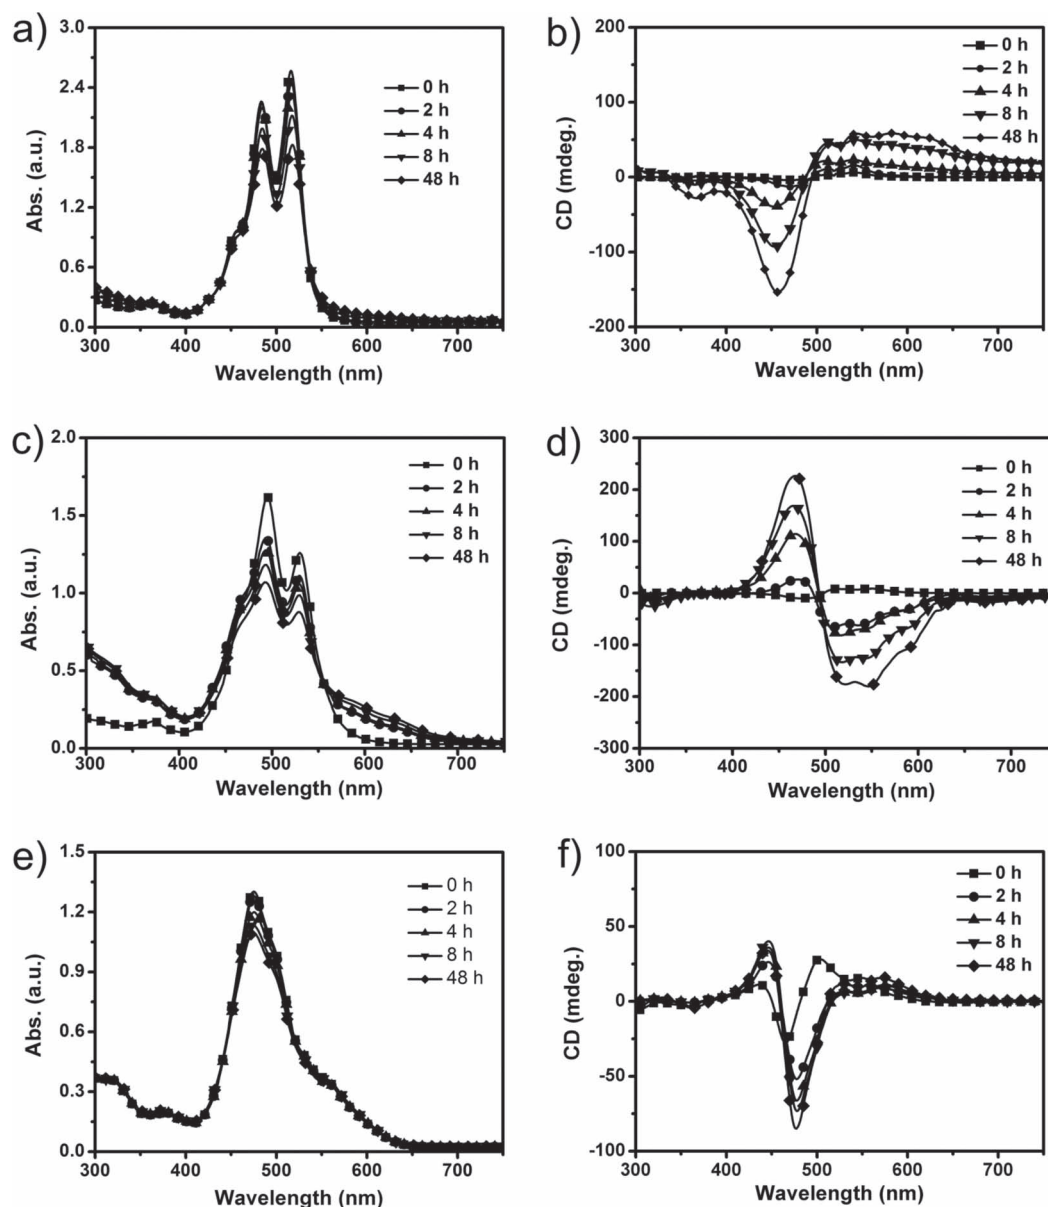 a)
3.0
2.4
1.8
1.2
0.6
0.0
Abs. (a.u.)
0 h
2 h
4 h
8 h
48 h
300 400 500 600 700
Wavelength (nm)
b)
200
100
0
-100
-200
CD (mdeg.)
0 h
2 h
4 h
8 h
48 h
300 400 500 600 700
Wavelength (nm)
c)
2.0
1.5
1.0
0.5
0.0
Abs. (a.u.)
0 h
2 h
4 h
8 h
48 h
300 400 500 600 700
Wavelength (nm)
d)
300
200
100
0
-100
-200
-300
CD (mdeg.)
0 h
2 h
4 h
8 h
48 h
300 400 500 600 700
Wavelength (nm)
e)
1.5
1.2
0.9
0.6
0.3
0.0
Abs. (a.u.)
0 h
2 h
4 h
8 h
48 h
300 400 500 600 700
Wavelength (nm)
f)
100
50
0
-50
-100
CD (mdeg.)
0 h
2 h
4 h
8 h
48 h
300 400 500 600 700
Wavelength (nm)